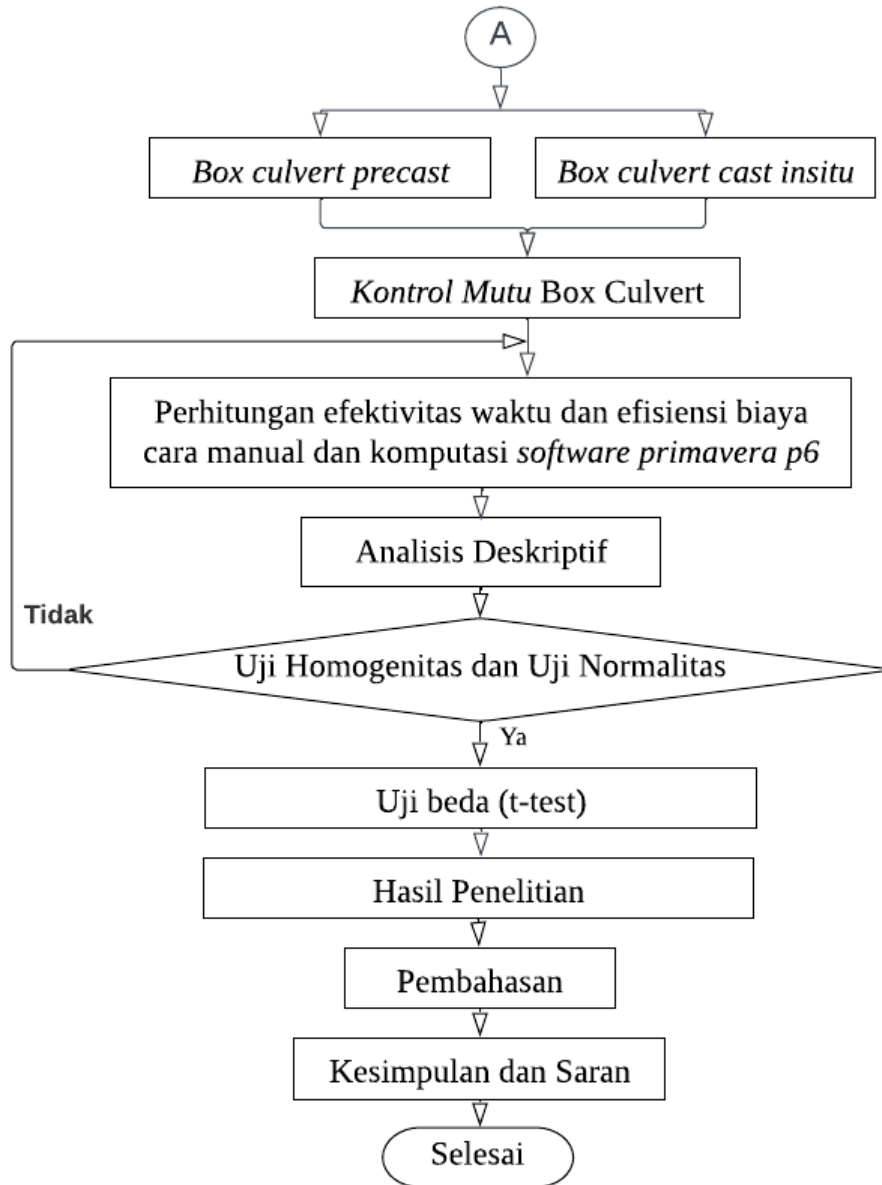 A
Box culvert precast
Box culvert cast insitu
Kontrol Mutu Box Culvert
Perhitungan efektivitas waktu dan efisiensi biaya
cara manual dan komputasi software primavera p6
Analisis Deskriptif
Tidak
Uji Homogenitas dan Uji Normalitas
Ya
Uji beda (t-test)
Hasil Penelitian
Pembahasan
Kesimpulan dan Saran
Selesai